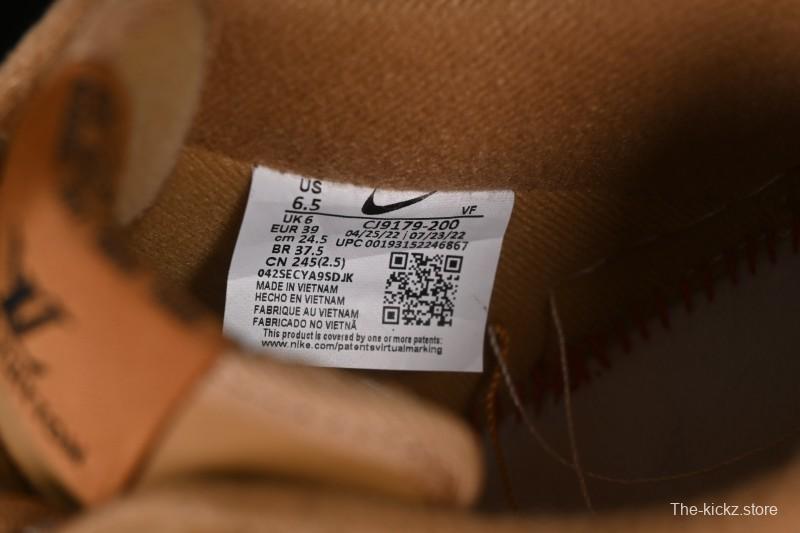 US
6.5
VF
UK 6
EUR 39
cm 24.5
BR 37.5
CN 245(2.5)
CJ9179-200
04/25/22 | 07/23/22
UPC 00193152246867
042SECYA9SDJK
MADE IN VIETNAM
HECHO EN VIETNAM
FABRIQUE AU VIETNAM
FABRICADO NO VIETNÃ
This product is covered by one or more patents:
www.nike.com/patentsvirtualmarking
The-kickz.store